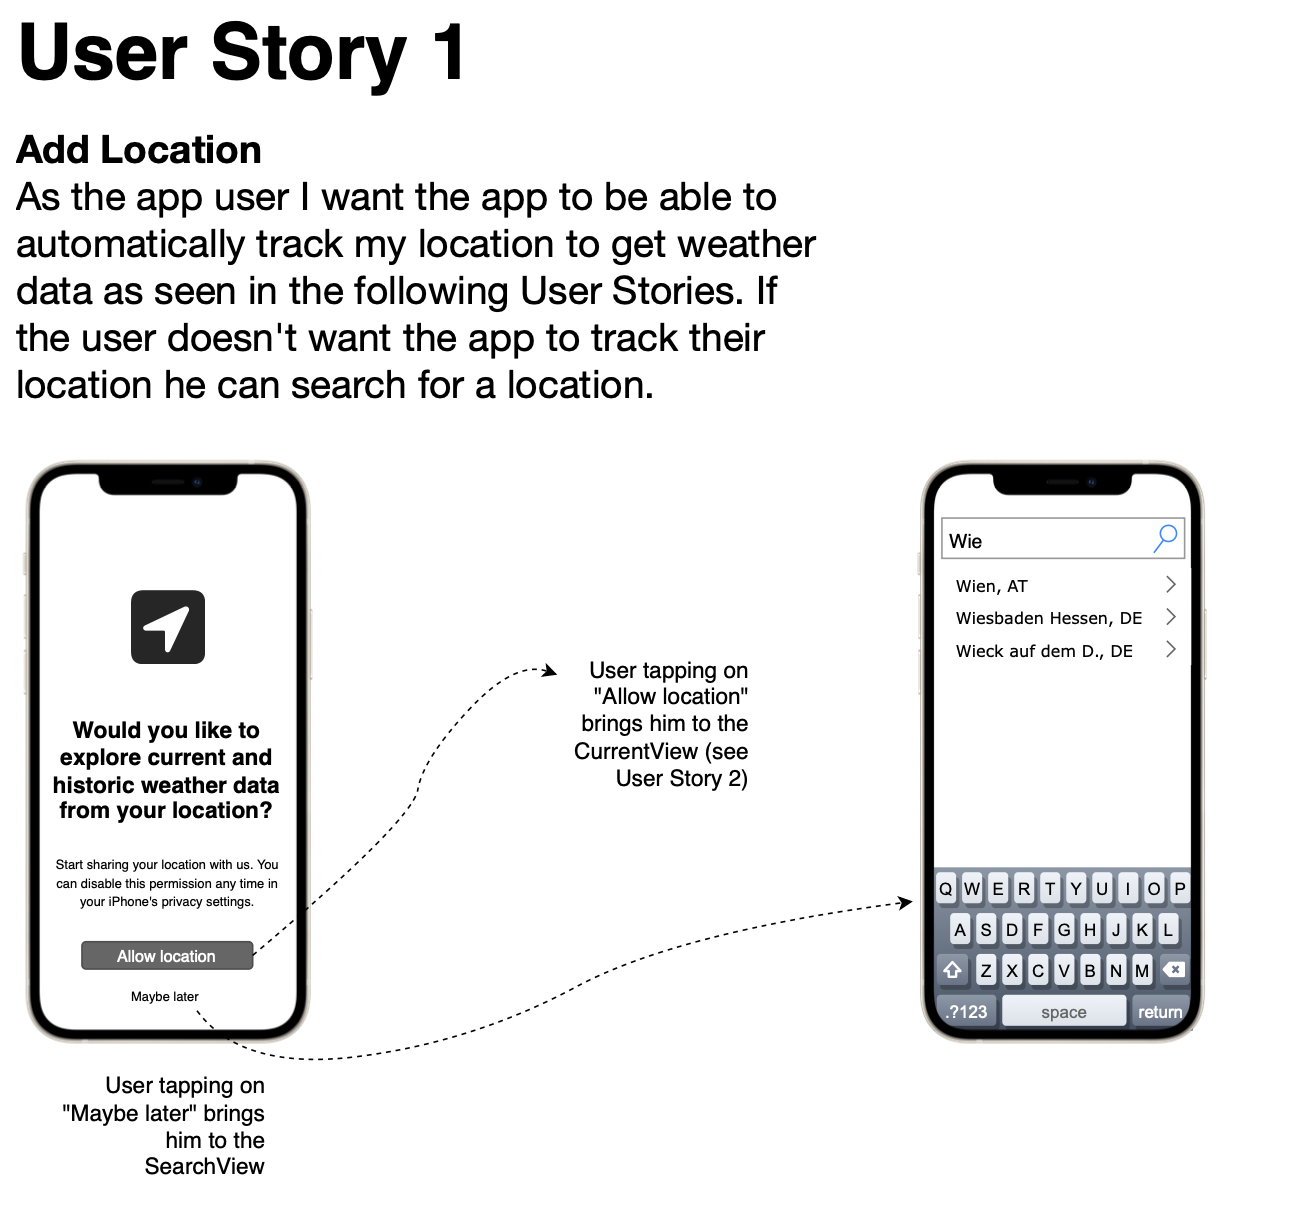 User Story 1
Add Location
As the app user I want the app to be able to
automatically track my location to get weather
data as seen in the following User Stories. If
the user doesn't want the app to track their
location he can search for a location.
Would you like to
explore current and
historic weather data
from your location?
Start sharing your location with us. You
can disable this permission any time in
your iPhone's privacy settings.
Allow location
Maybe later
User tapping on
"Maybe later" brings
him to the
SearchView
User tapping on
"Allow location"
brings him to the
CurrentView (see
User Story 2)
Wie
Wien, AT
Wiesbaden Hessen, DE
Wieck auf dem D., DE
Q W E R T Y U I O P
A S D F G H J K L
Z X C V B N M
.?123 space return